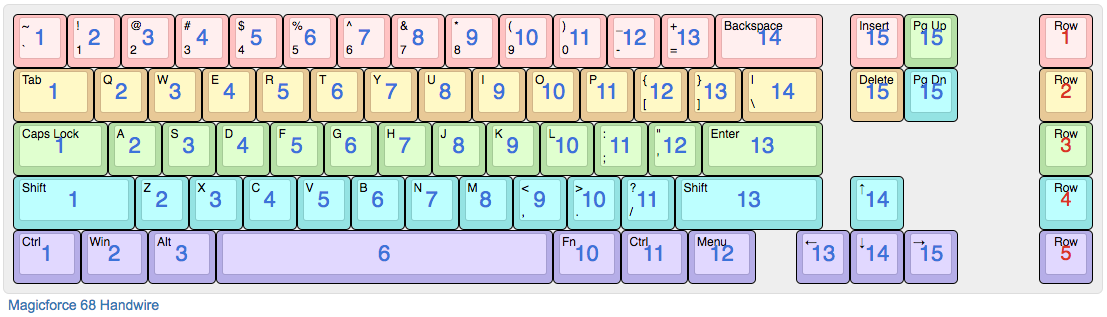 ~ ! @ # $ % ^ & * ( ) _ + Backspace Insert Pg Up Row
1 2 3 4 5 6 7 8 9 10 11 12 13 14 15 15 1
` 1 2 3 4 5 6 7 8 9 0 - =
Tab Q W E R T Y U I O P { } | Delete Pg Dn Row
1 2 3 4 5 6 7 8 9 10 11 12 13 14 15 15 2
[ ] \
Caps Lock A S D F G H J K L : " Enter Row
1 2 3 4 5 6 7 8 9 10 11 12 13 3
; '
Shift Z X C V B N M < > ? Shift ↑ Row
1 2 3 4 5 6 7 8 9 10 11 13 14 4
, . /
Ctrl Win Alt Fn Ctrl Menu ← ↓ → Row
1 2 3 6 10 11 12 13 14 15 5
Magicforce 68 Handwire